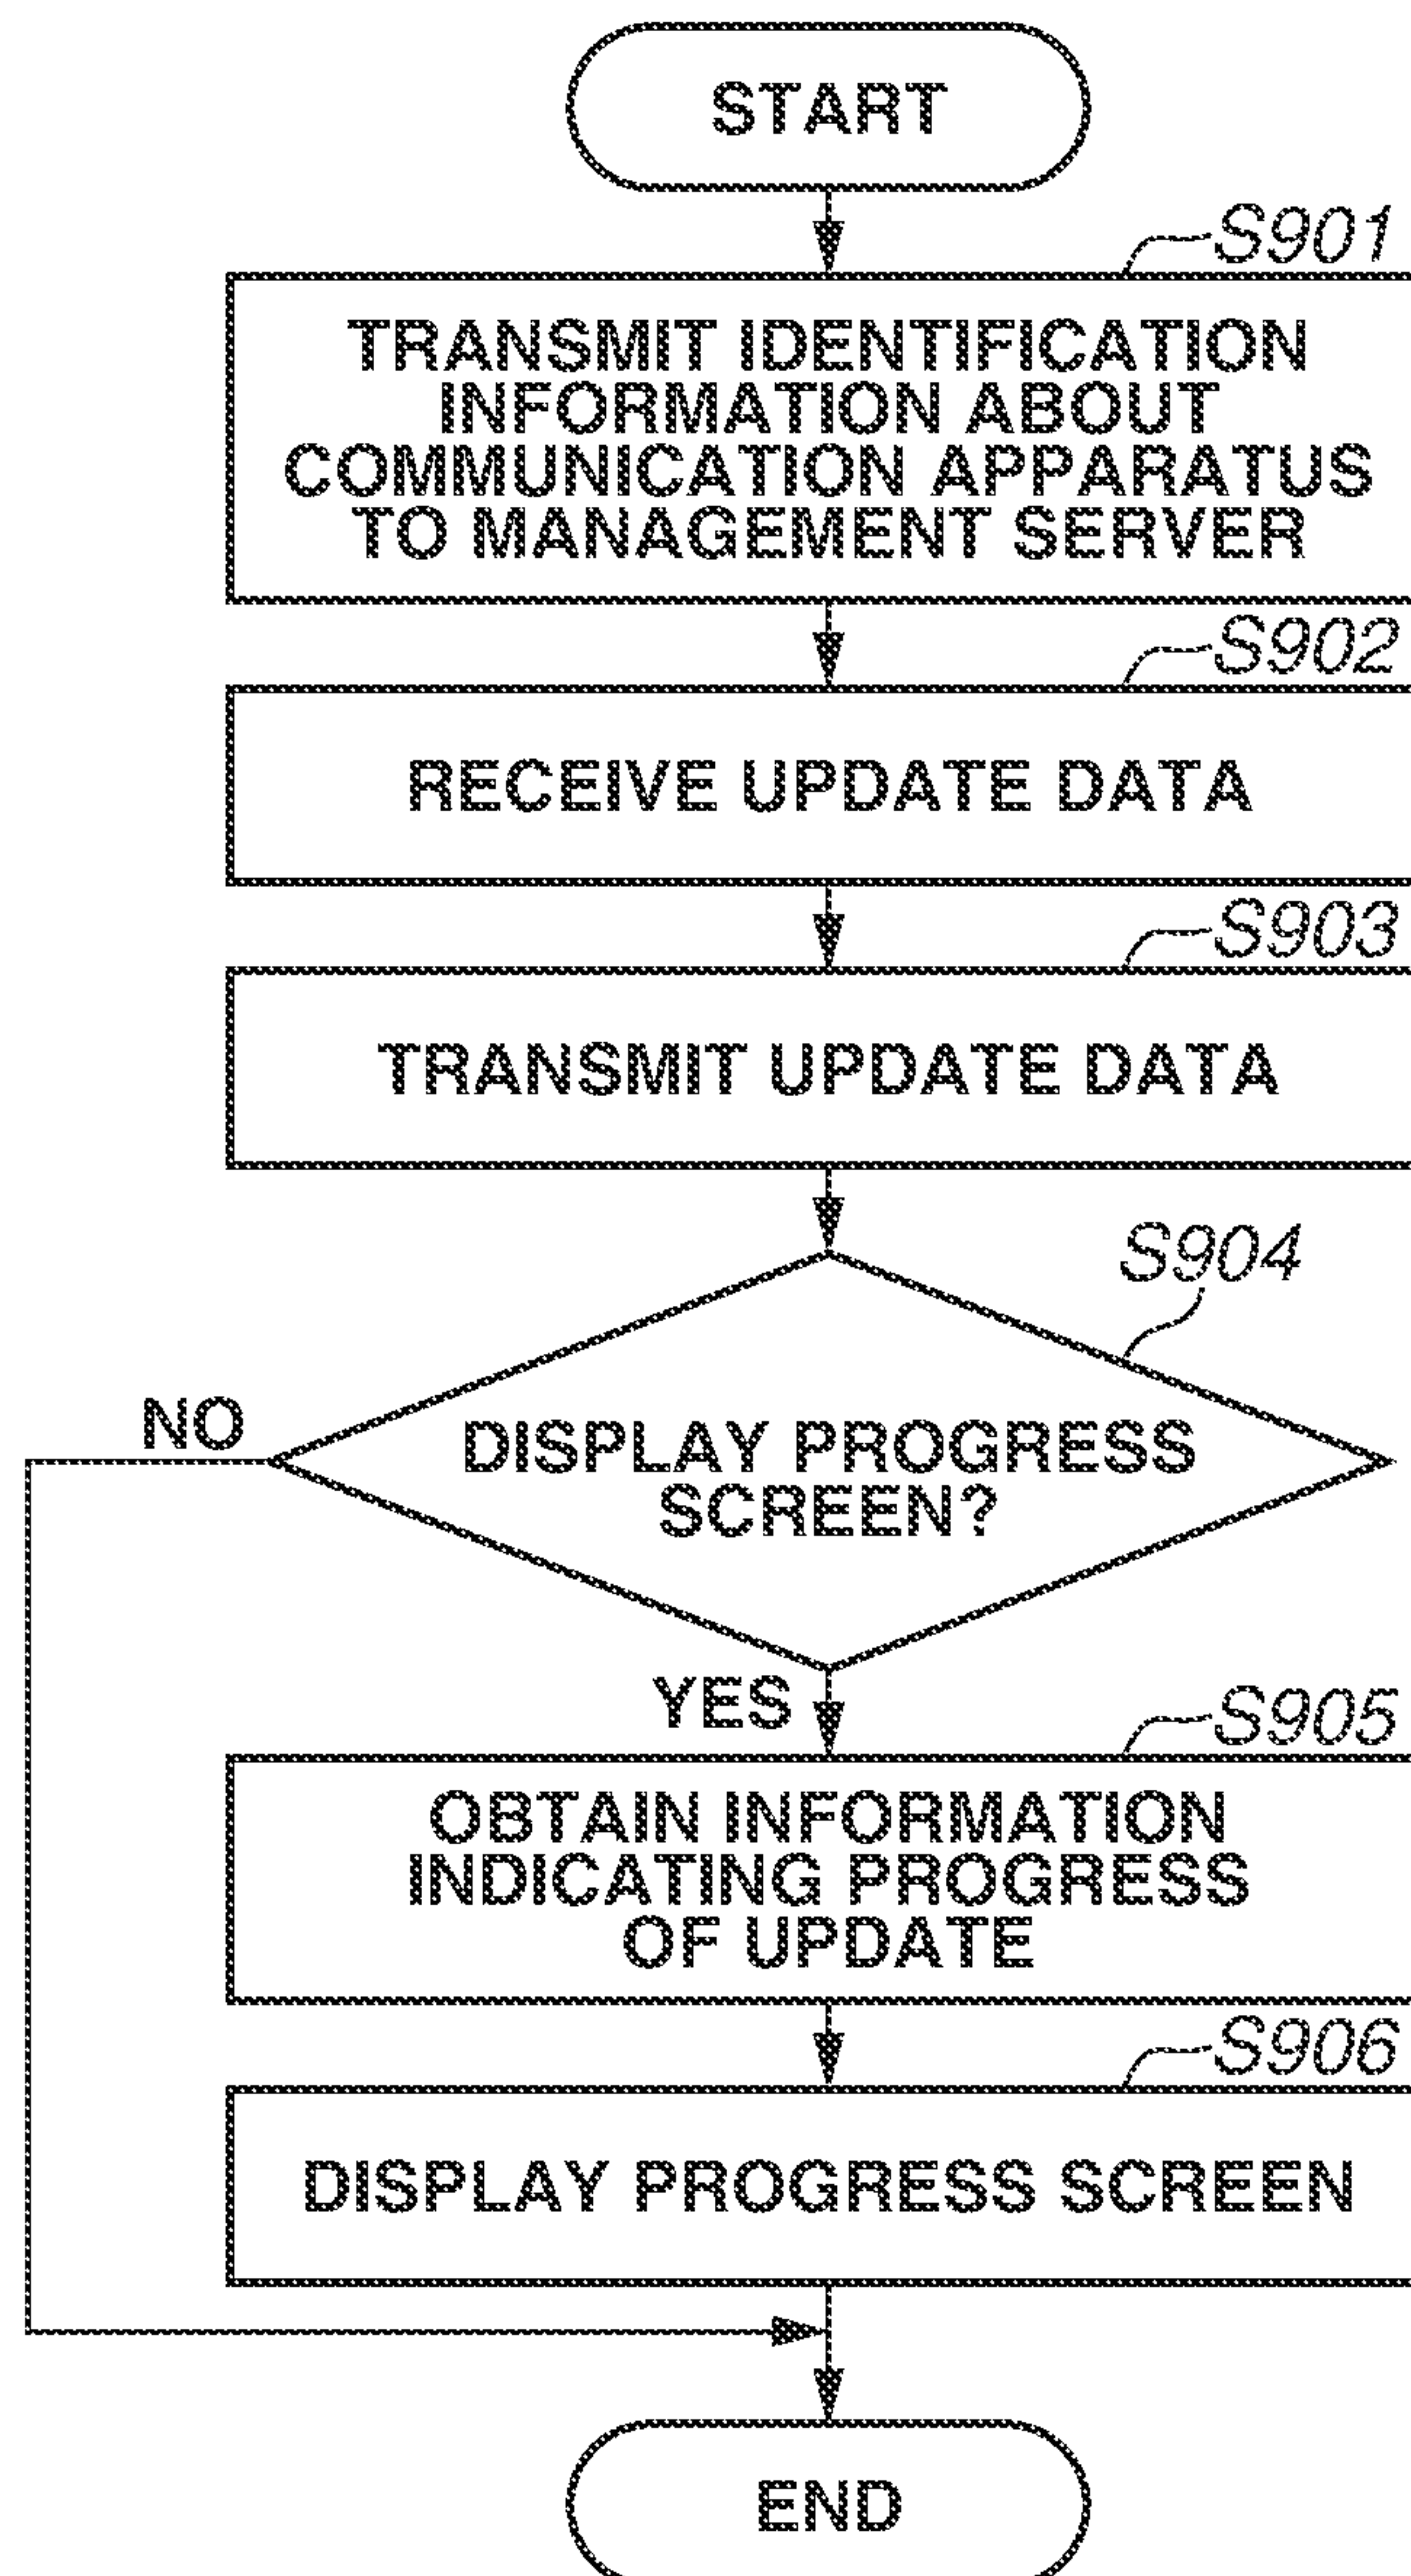 START
S901
TRANSMIT IDENTIFICATION
INFORMATION ABOUT
COMMUNICATION APPARATUS
TO MANAGEMENT SERVER
S902
RECEIVE UPDATE DATA
S903
TRANSMIT UPDATE DATA
S904
NO
DISPLAY PROGRESS
SCREEN?
YES
S905
OBTAIN INFORMATION
INDICATING PROGRESS
OF UPDATE
S906
DISPLAY PROGRESS SCREEN
END